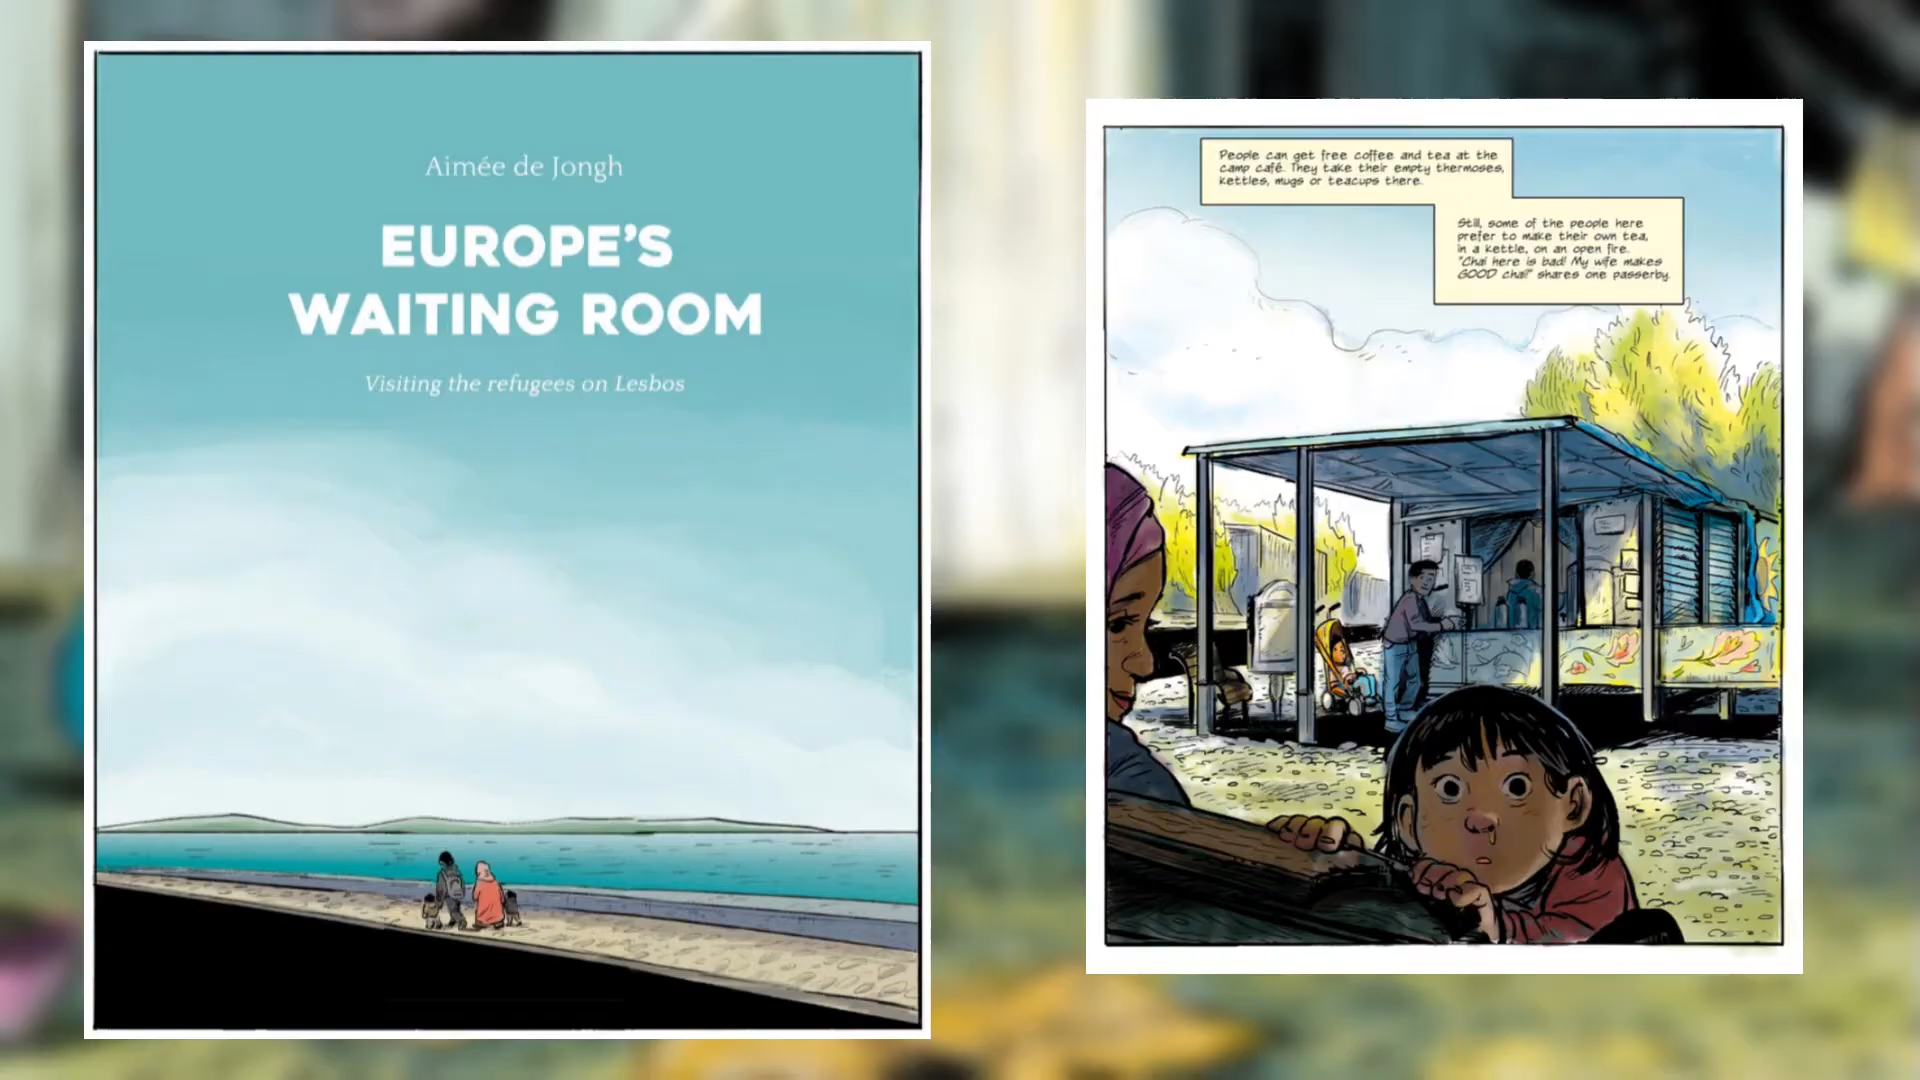 Aimée de Jongh
EUROPE'S
WAITING ROOM
Visiting the refugees on Lesbos
People can get free coffee and tea at the
camp café. They take their empty thermoses,
kettles, mugs or teacups there.
Still, some of the people here
prefer to make their own tea,
in a kettle, on an open fire.
"Chai here is bad! My wife makes
GOOD chai!" shares one passerby.